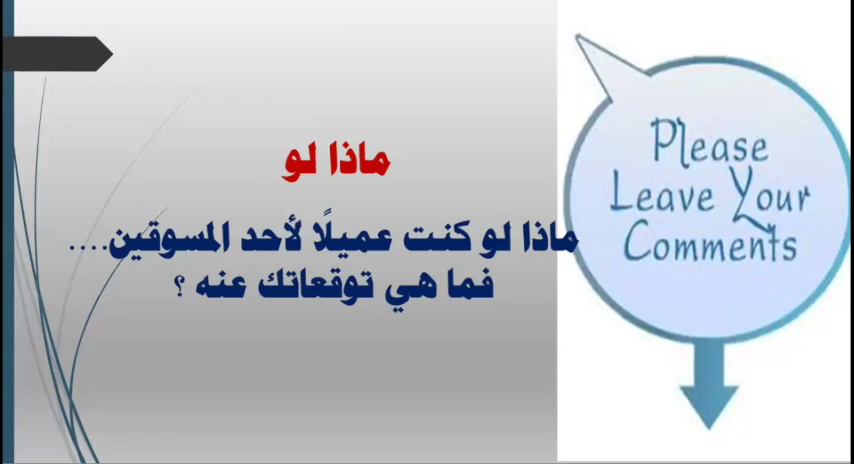 ماذا لو
ماذا لو كنت عميلًا لأحد المسوقين....
فما هي توقعاتك عنه ؟
Please
Leave Your
Comments